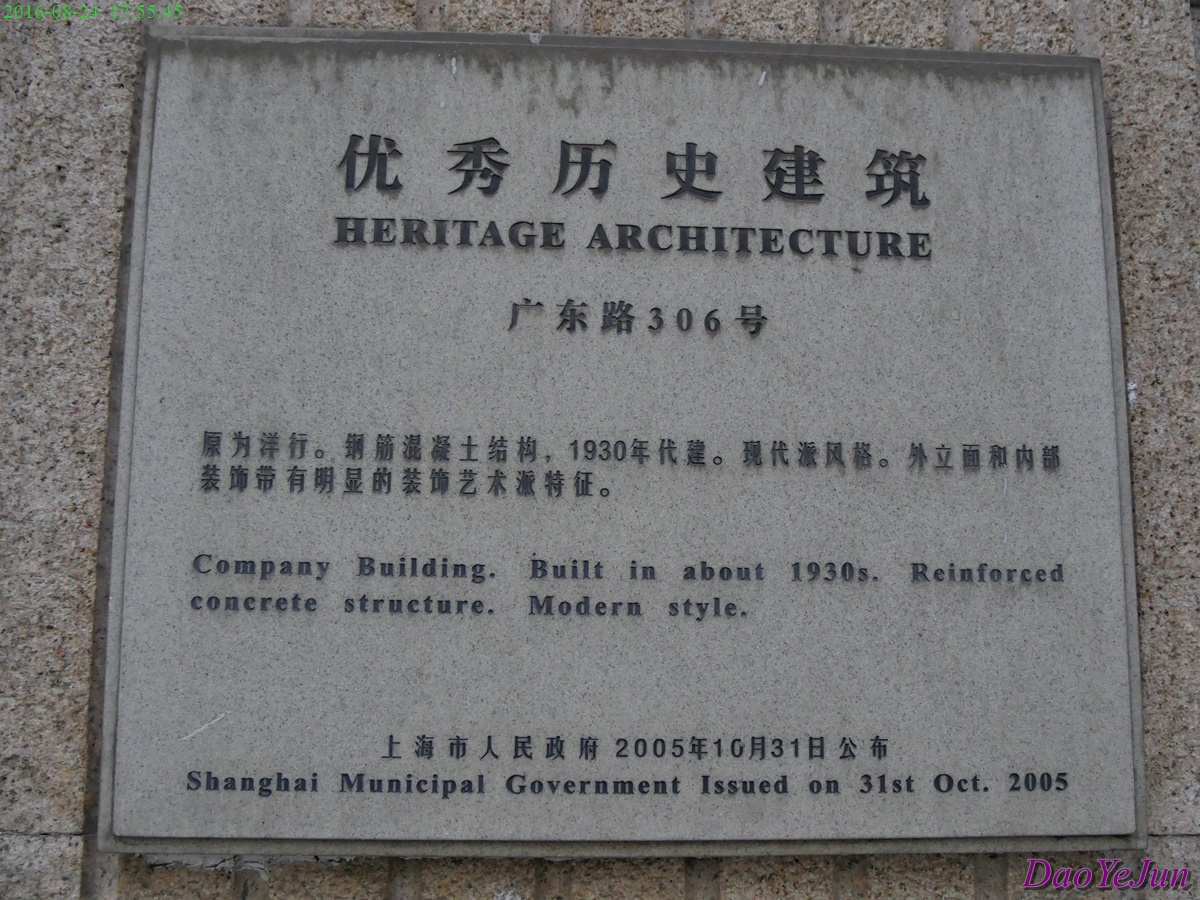 2016-08-24 17:55:45
优秀历史建筑
HERITAGE ARCHITECTURE
广东路306号
原为洋行。钢筋混凝土结构，1930年代建。现代派风格。外立面和内部
装饰带有明显的装饰艺术派特征。
Company Building. Built in about 1930s. Reinforced
concrete structure. Modern style.
上海市人民政府 2005年10月31日公布
Shanghai Municipal Government Issued on 31st Oct. 2005
DaoYeJun